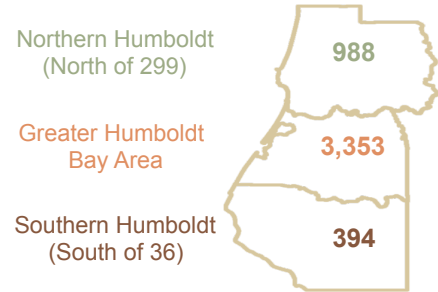 Northern Humboldt
(North of 299)
988
Greater Humboldt
Bay Area
3,353
Southern Humboldt
(South of 36)
394